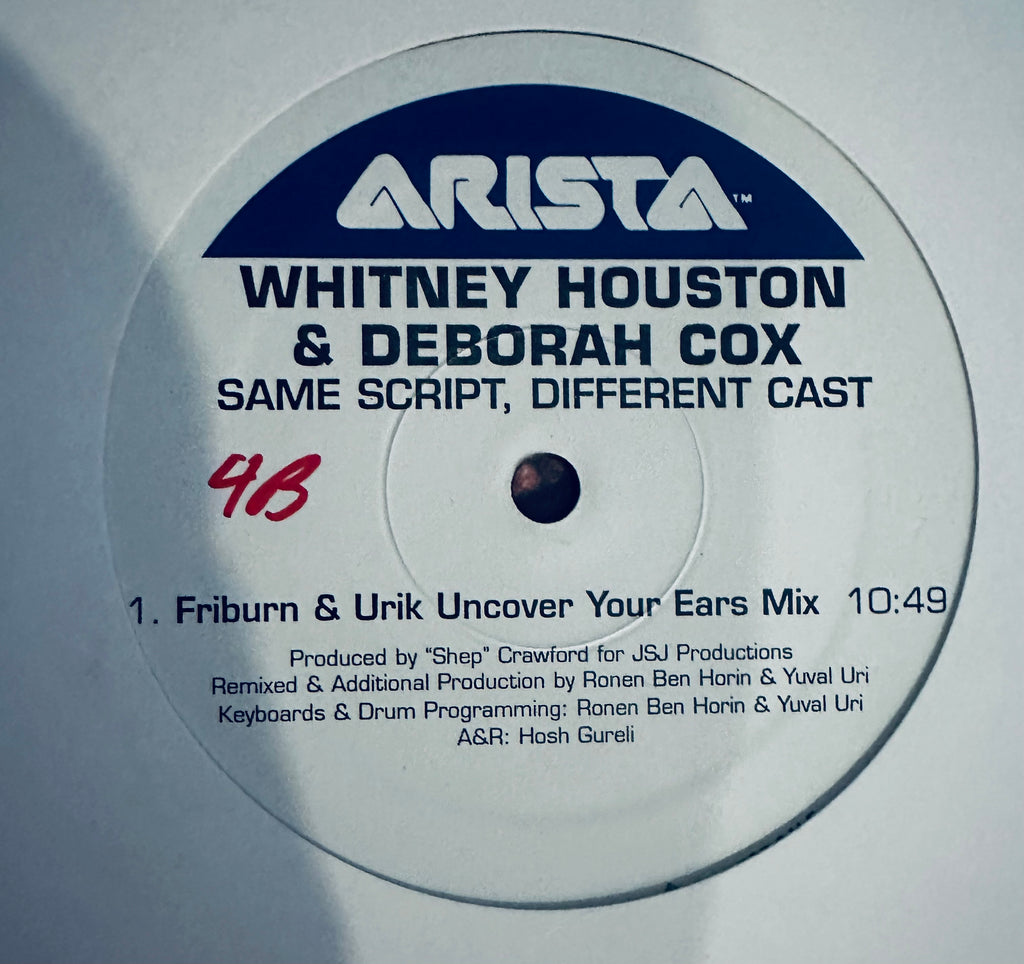 ARISTA™
WHITNEY HOUSTON
& DEBORAH COX
SAME SCRIPT, DIFFERENT CAST
4B
1. Friburn & Urik Uncover Your Ears Mix 10:49
Produced by “Shep” Crawford for JSJ Productions
Remixed & Additional Production by Ronen Ben Horin & Yuval Uri
Keyboards & Drum Programming: Ronen Ben Horin & Yuval Uri
A&R: Hosh Gureli